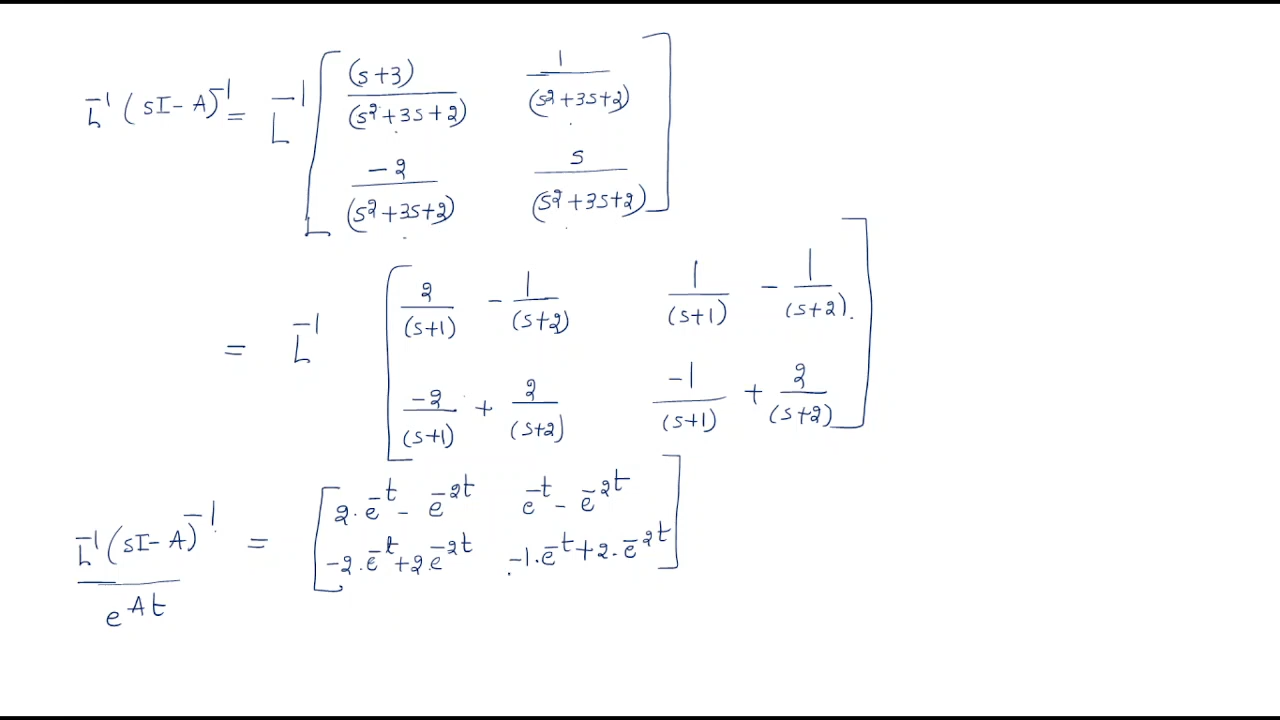 L⁻¹ (sI - A)⁻¹ = L⁻¹ [ (s+3)/(s²+3s+2)   1/(s²+3s+2) ]
[ -2/(s²+3s+2)   s/(s²+3s+2) ]
= L⁻¹ [ 2/(s+1) - 1/(s+2)   1/(s+1) - 1/(s+2) ]
[ -2/(s+1) + 2/(s+2)   -1/(s+1) + 2/(s+2) ]
L⁻¹ (sI - A)⁻¹ = [ 2·e⁻ᵗ - e⁻²ᵗ   e⁻ᵗ - e⁻²ᵗ ]
[ -2·e⁻ᵗ + 2·e⁻²ᵗ   -1·e⁻ᵗ + 2·e⁻²ᵗ ]
e^At